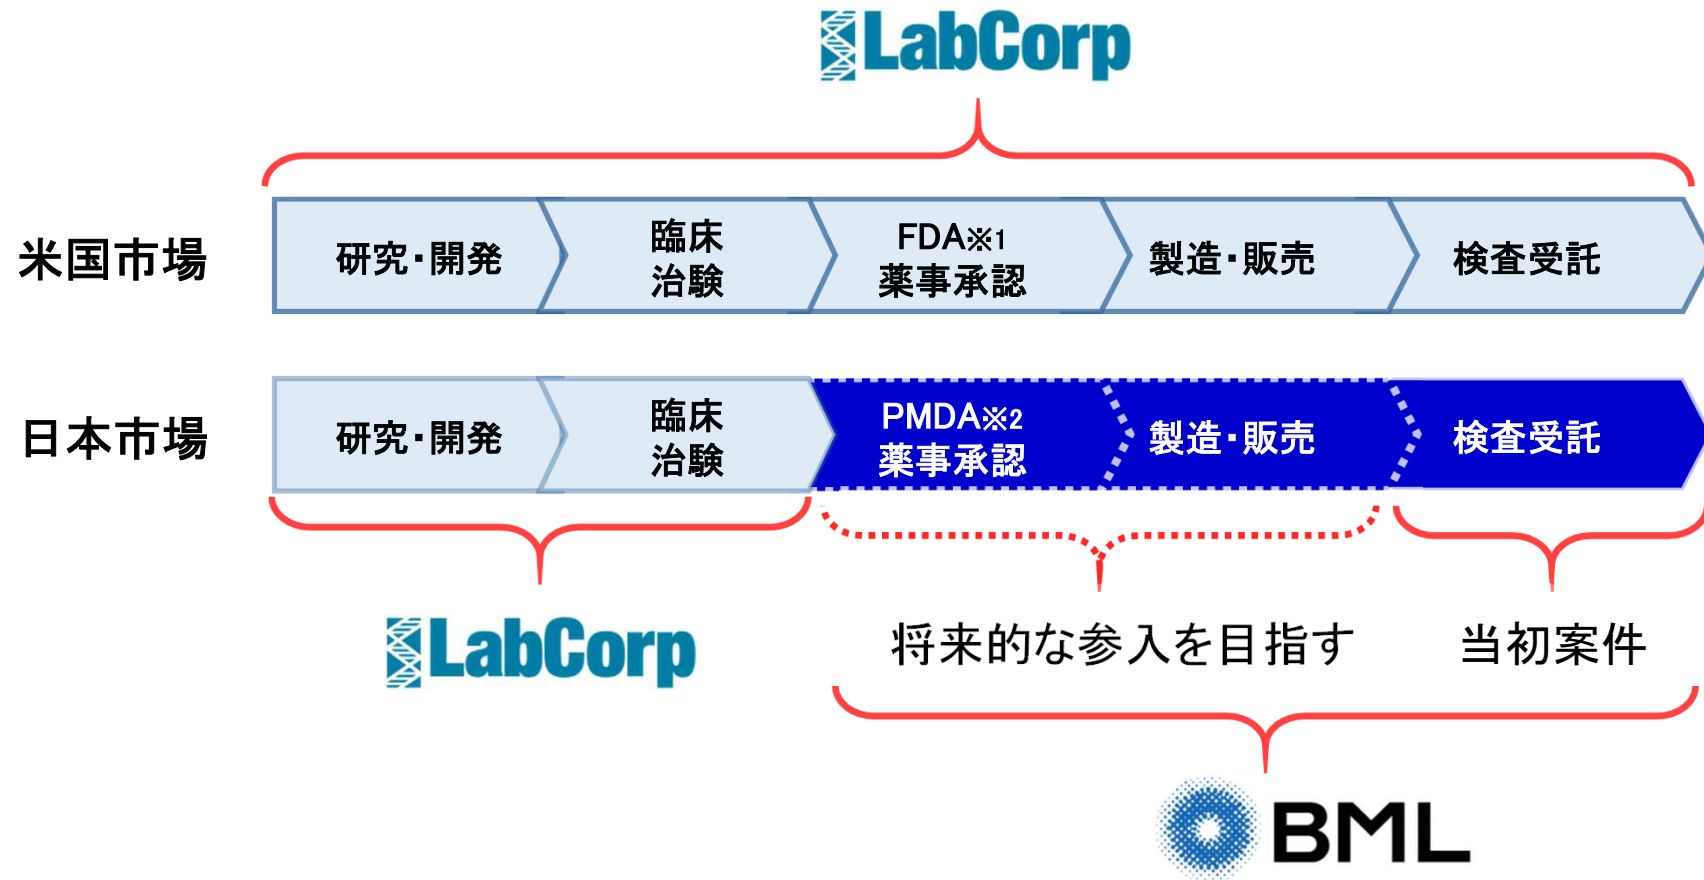 LabCorp
米国市場
研究・開発
臨床
治験
FDA※1
薬事承認
製造・販売
検査受託
日本市場
研究・開発
臨床
治験
PMDA※2
薬事承認
製造・販売
検査受託
LabCorp
将来的な参入を目指す
当初案件
BML